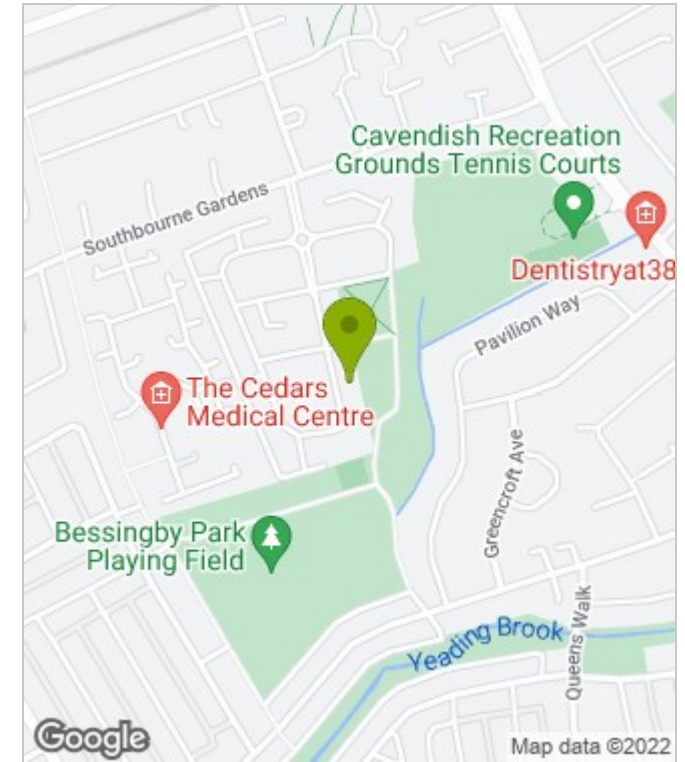 Cavendish Recreation
Grounds Tennis Courts
Southbourne Gardens
Dentistryat38
Pavilion Way
The Cedars
Medical Centre
Greencroft Ave
Bessingby Park
Playing Field
Yeading Brook
Queens Walk
Google
Map data ©2022